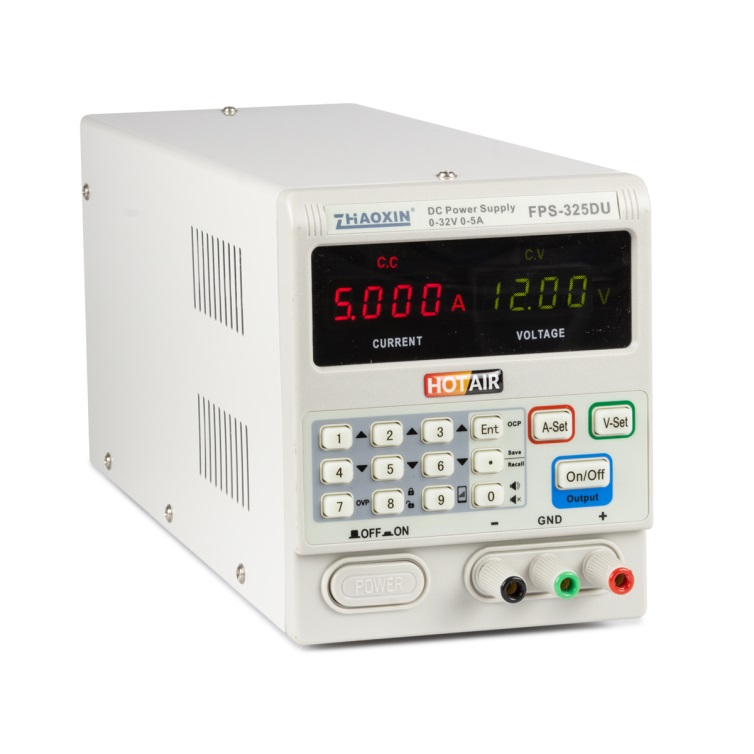 ZHAOXIN® DC Power Supply FPS-325DU
0-32V 0-5A
C.C C.V
5.000 A 12.00 V
CURRENT VOLTAGE
HOTAIR
1 2 3 Ent OCP A-Set V-Set
4 5 6 . Save
Recall
On/Off
7 OVP 8 9 0 Output
OFF ON - GND +
POWER